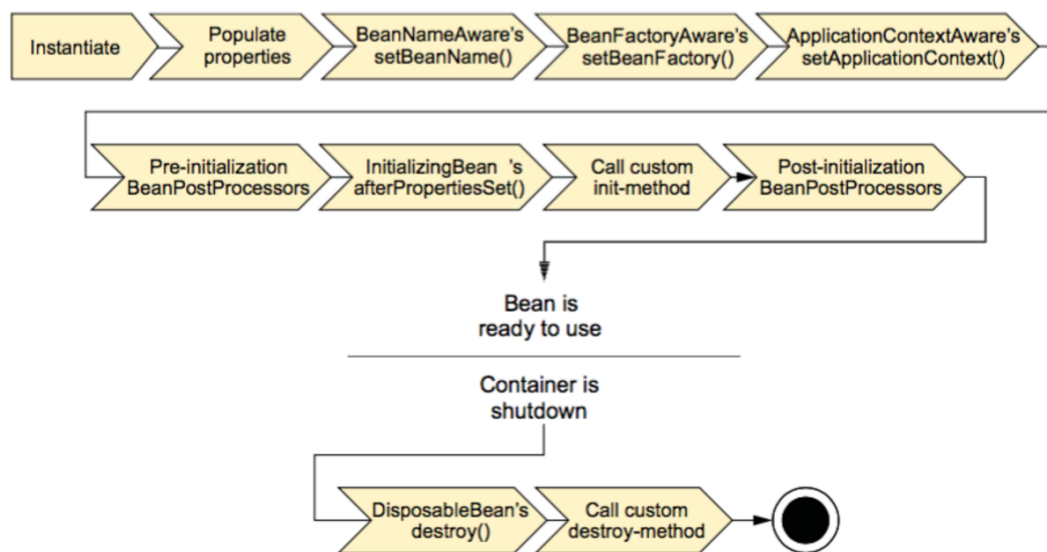 Instantiate
Populate
properties
BeanNameAware's
setBeanName()
BeanFactoryAware's
setBeanFactory()
ApplicationContextAware's
setApplicationContext()
Pre-initialization
BeanPostProcessors
InitializingBean 's
afterPropertiesSet()
Call custom
init-method
Post-initialization
BeanPostProcessors
Bean is
ready to use
Container is
shutdown
DisposableBean's
destroy()
Call custom
destroy-method